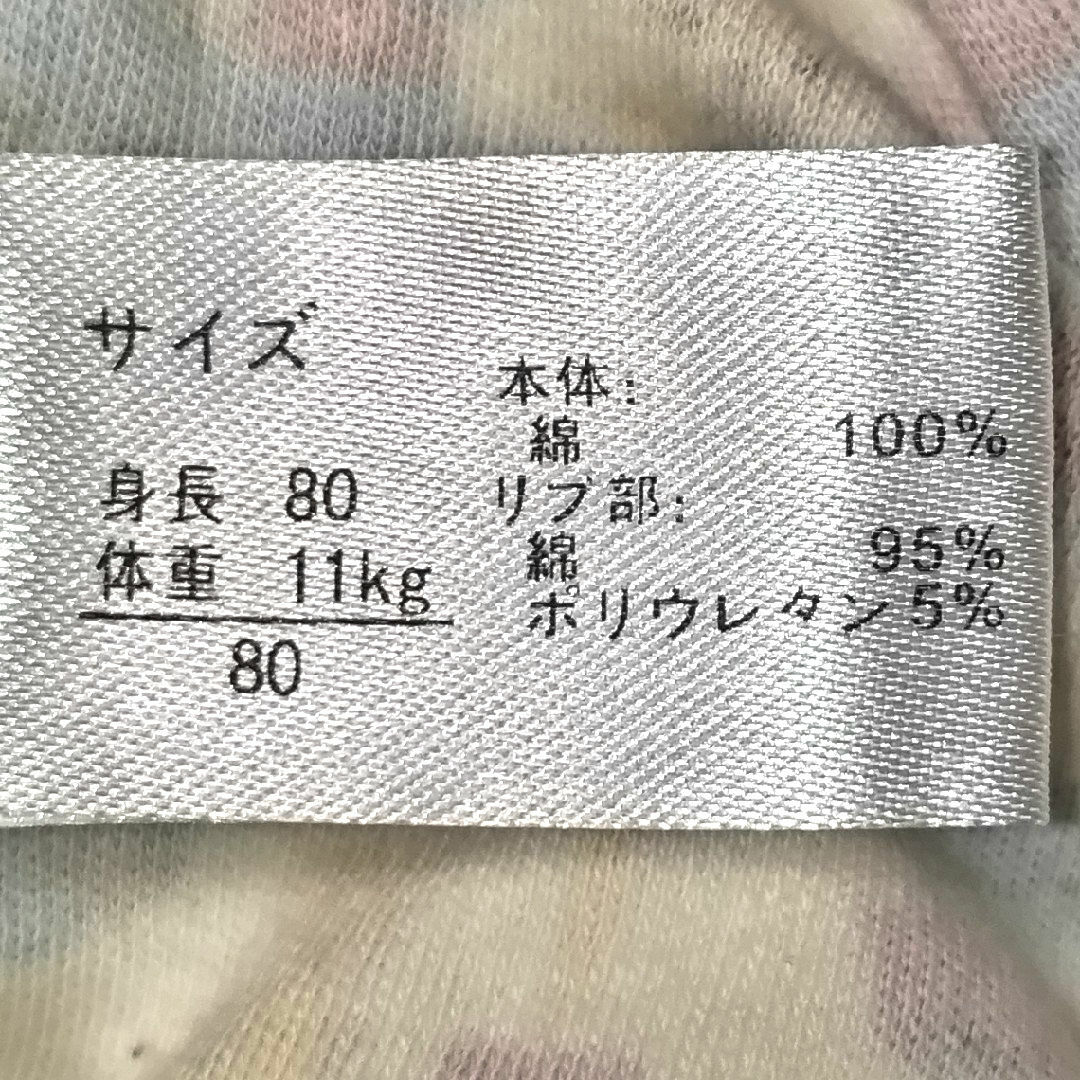 サイズ
身長 80
体重 11kg
80
本体:
綿 100%
リブ部:
綿 95%
ポリウレタン 5%